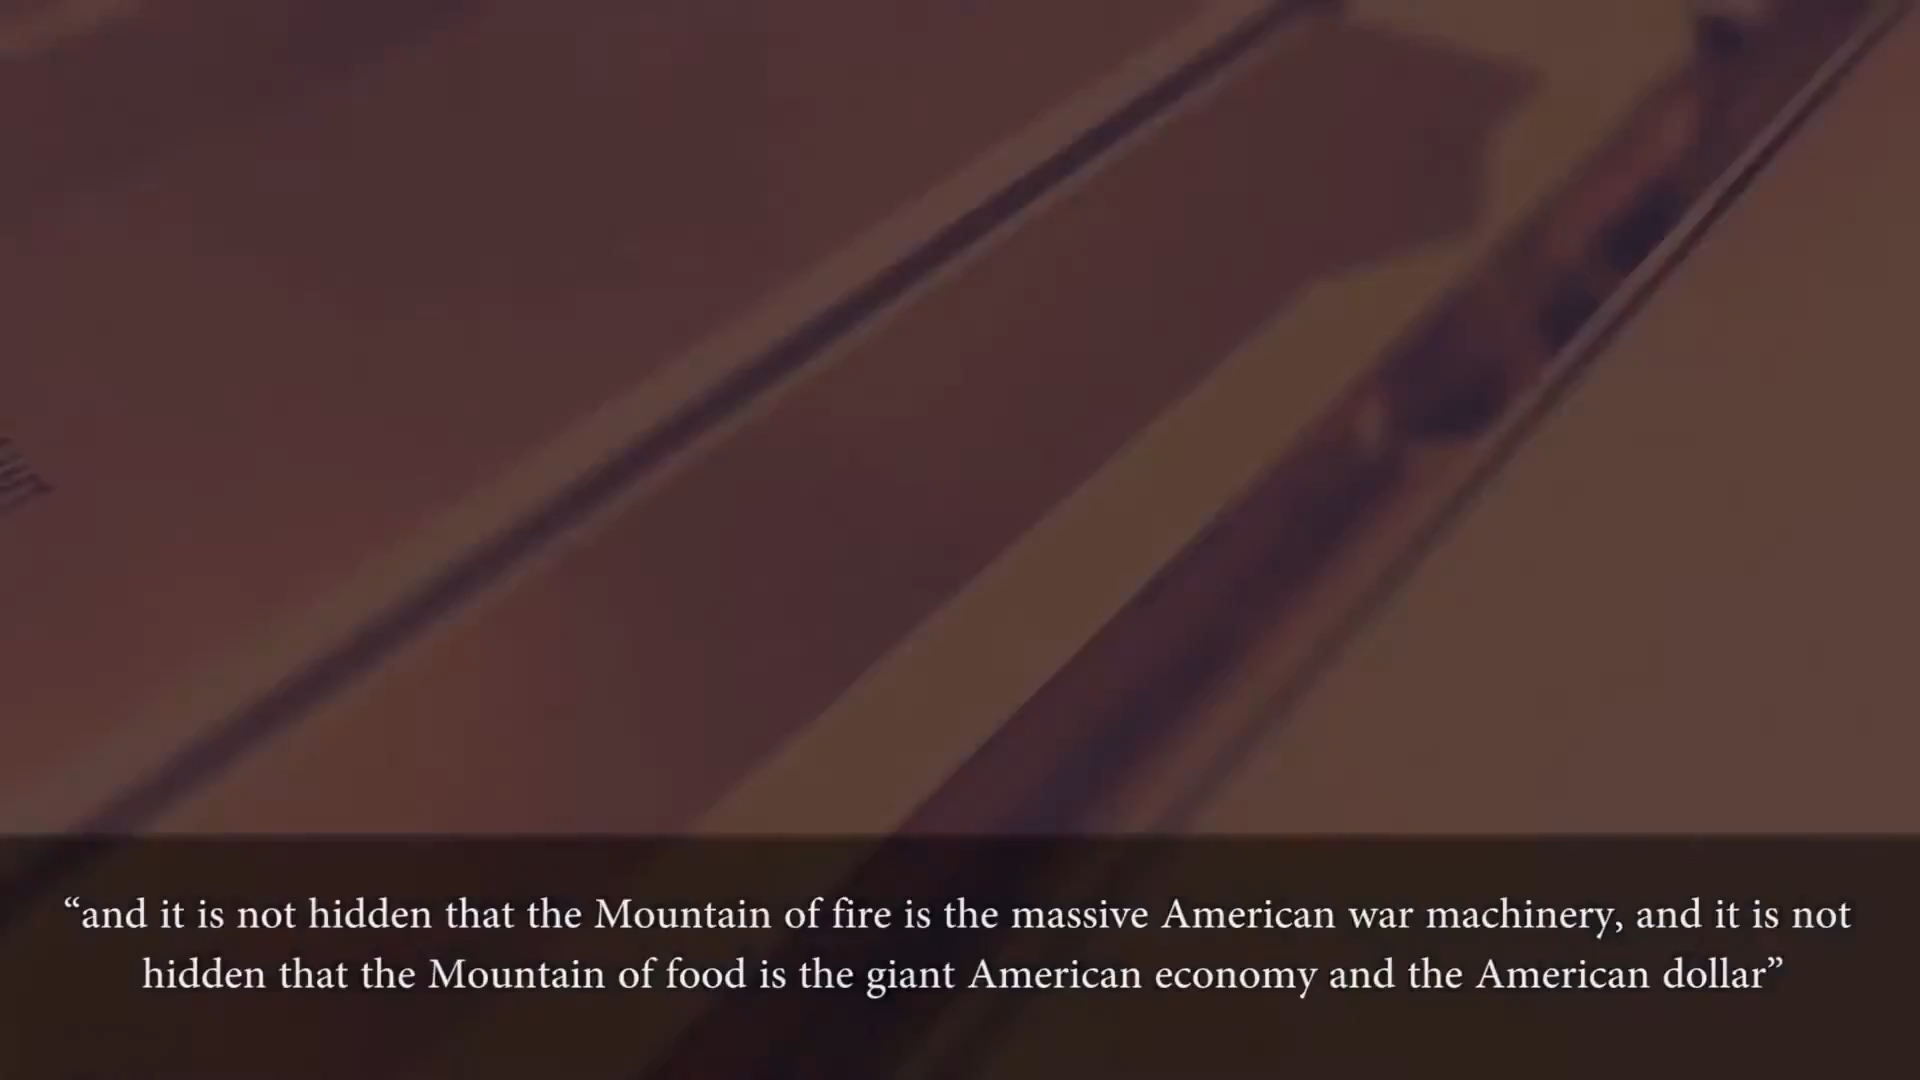 “and it is not hidden that the Mountain of fire is the massive American war machinery, and it is not
hidden that the Mountain of food is the giant American economy and the American dollar”